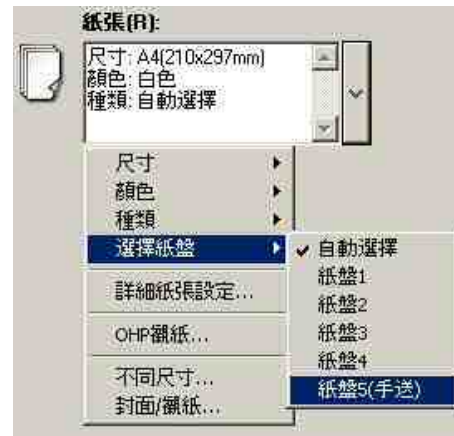 紙張(R):
尺寸: A4(210x297mm)
顏色: 白色
種類: 自動選擇
尺寸
顏色
種類
選擇紙盤
詳細紙張設定...
OHP襯紙...
不同尺寸...
封面/襯紙...
自動選擇
紙盤1
紙盤2
紙盤3
紙盤4
紙盤5(手送)